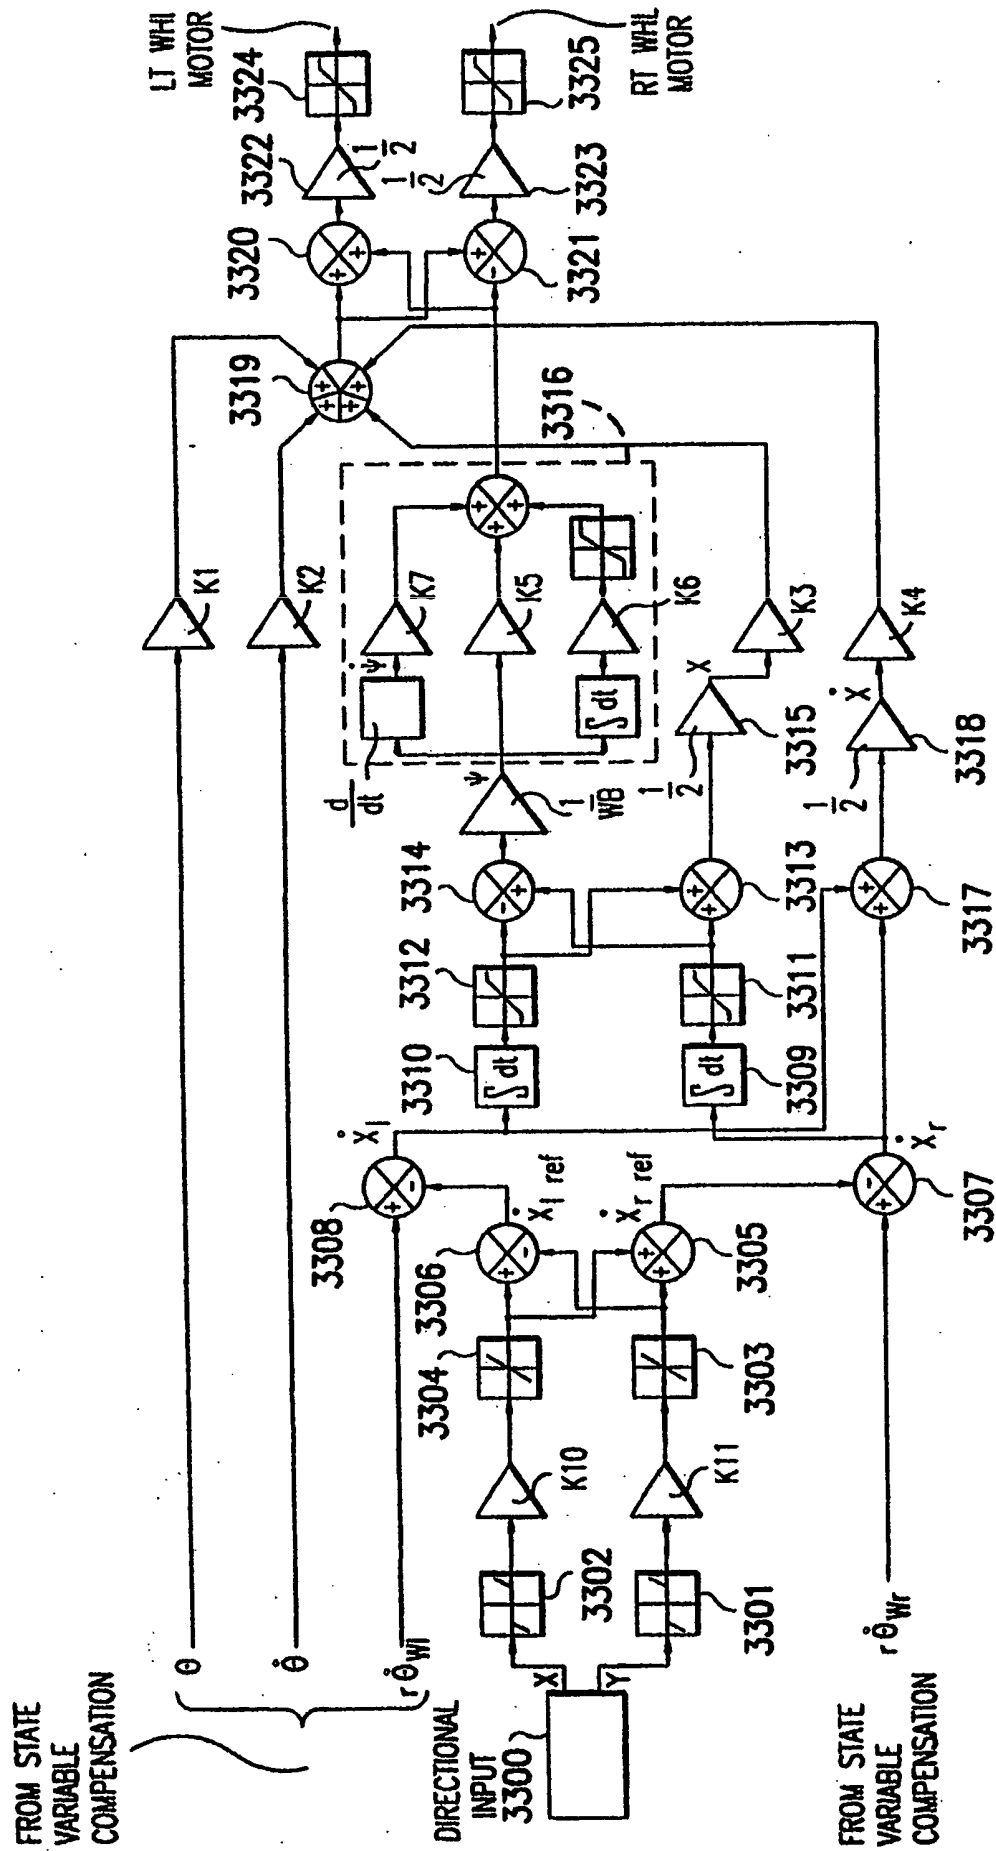 FROM STATE
VARIABLE
COMPENSATION
θ
θ̇
rθ̇Wl
DIRECTIONAL
INPUT
3300
X
Y
FROM STATE
VARIABLE
COMPENSATION
rθ̇Wr
3302
3301
K10
K11
3304
3303
3306
3305
Ẋl ref
Ẋr ref
3308
3307
Ẋl
Ẋr
3310
∫dt
3309
∫dt
3312
3311
3314
3313
3317
1/WB
Ψ
1/2
3315
X
1/2
3318
Ẋ
d/dt
Ψ̇
∫dt
K1
K2
K7
K5
K6
K3
K4
3316
3319
3320
3321
3322
1/2
1/2
3323
3324
3325
LT WHl
MOTOR
RT WHL
MOTOR